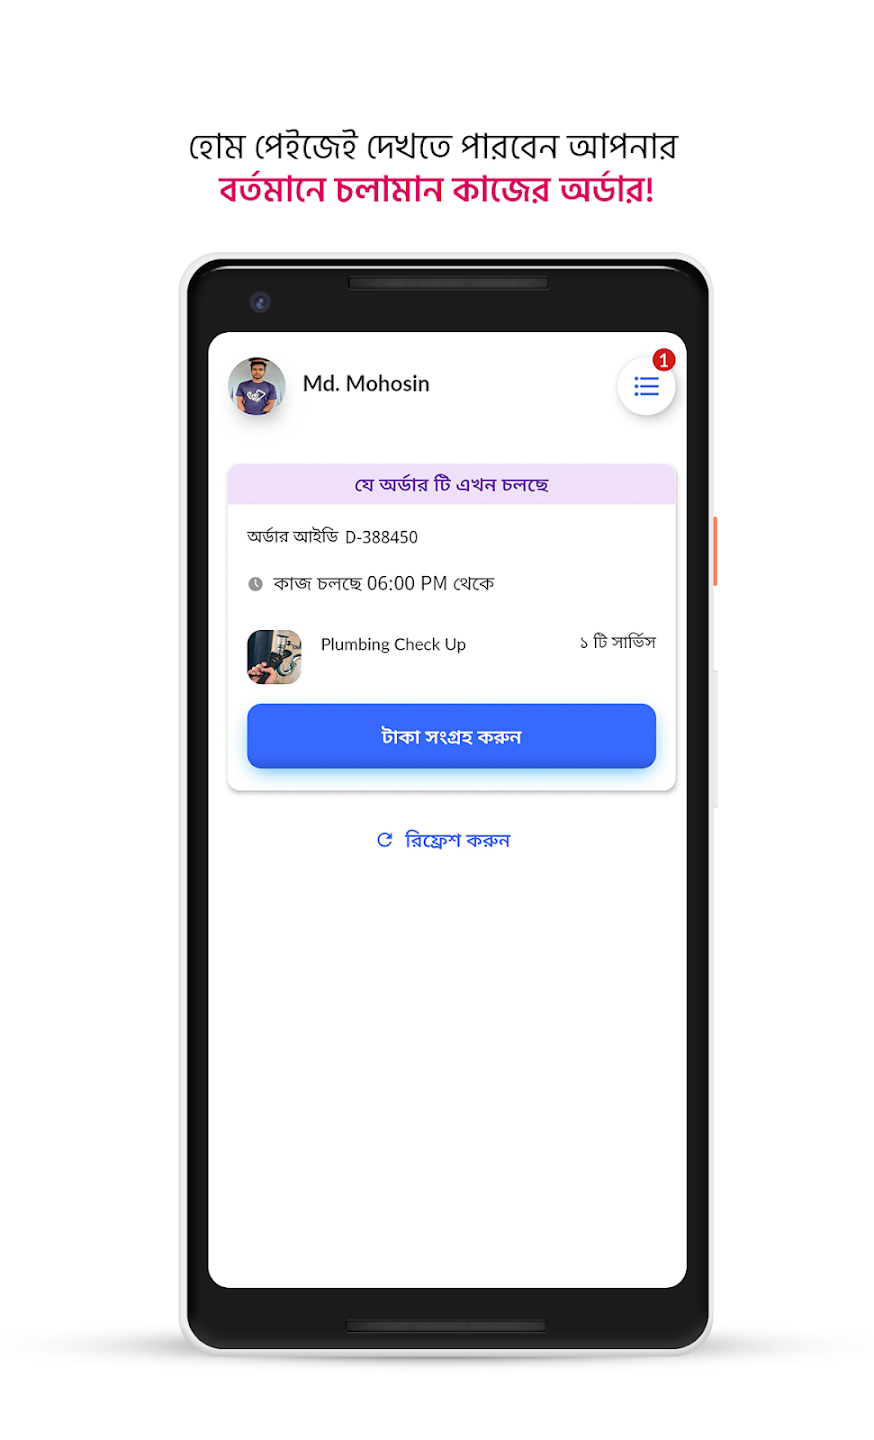 হোম পেইজেই দেখতে পারবেন আপনার
বর্তমানে চলামান কাজের অর্ডার!
Md. Mohosin
1
যে অর্ডার টি এখন চলছে
অর্ডার আইডি D-388450
কাজ চলছে 06:00 PM থেকে
Plumbing Check Up
১ টি সার্ভিস
টাকা সংগ্রহ করুন
রিফ্রেশ করুন